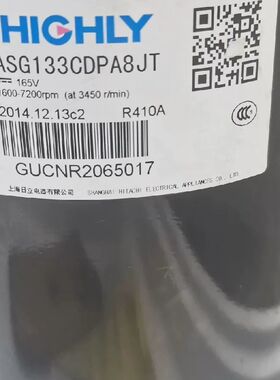 HIGHLY
ASG133CDPA8JT
165V
1600-7200rpm (at 3450 r/min)
2014.12.13c2 R410A
GUCNR2065017
上海日立电器有限公司 SHANGHAI HITACHI ELECTRICAL APPLIANCES CO., LTD.